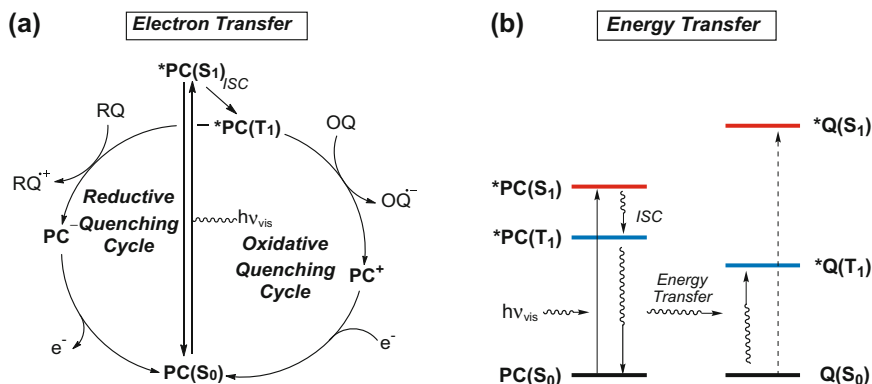 (a) Electron Transfer
*PC(S₁)
ISC
RQ
*PC(T₁)
OQ
RQ·⁺
OQ·⁻
Reductive
hνvis
PC⁻ Quenching
Cycle
Oxidative
Quenching
Cycle
PC⁺
e⁻
e⁻
PC(S₀)
(b) Energy Transfer
*Q(S₁)
*PC(S₁)
ISC
*PC(T₁)
*Q(T₁)
Energy
Transfer
hνvis
PC(S₀)
Q(S₀)